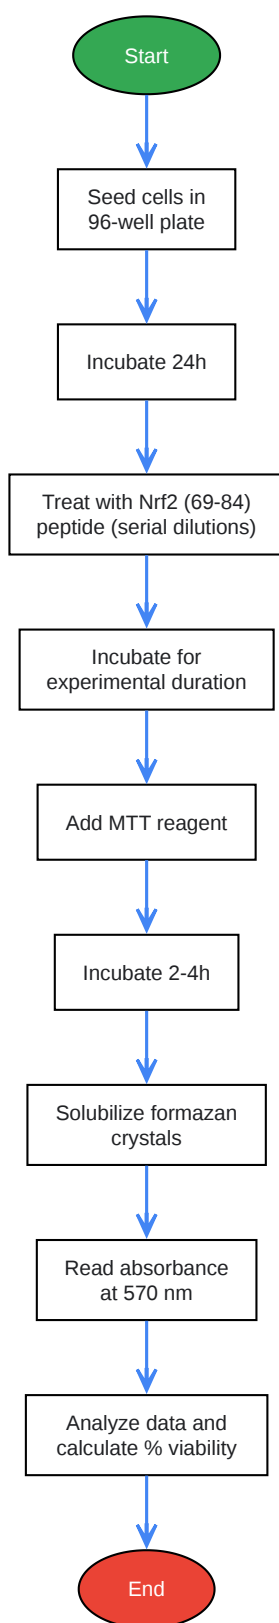 Start
Seed cells in
96-well plate
Incubate 24h
Treat with Nrf2 (69-84)
peptide (serial dilutions)
Incubate for
experimental duration
Add MTT reagent
Incubate 2-4h
Solubilize formazan
crystals
Read absorbance
at 570 nm
Analyze data and
calculate % viability
End